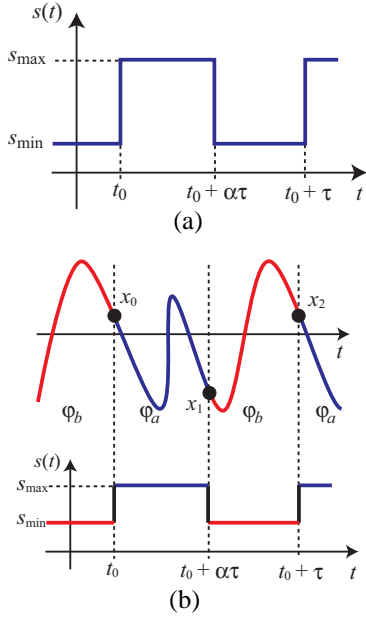 s(t)
smax
smin
t0
t0 + ατ
t0 + τ
t
(a)
x0
x2
t
x1
φb
φa
φb
φa
s(t)
smax
smin
t0
t0 + ατ
t0 + τ
t
(b)